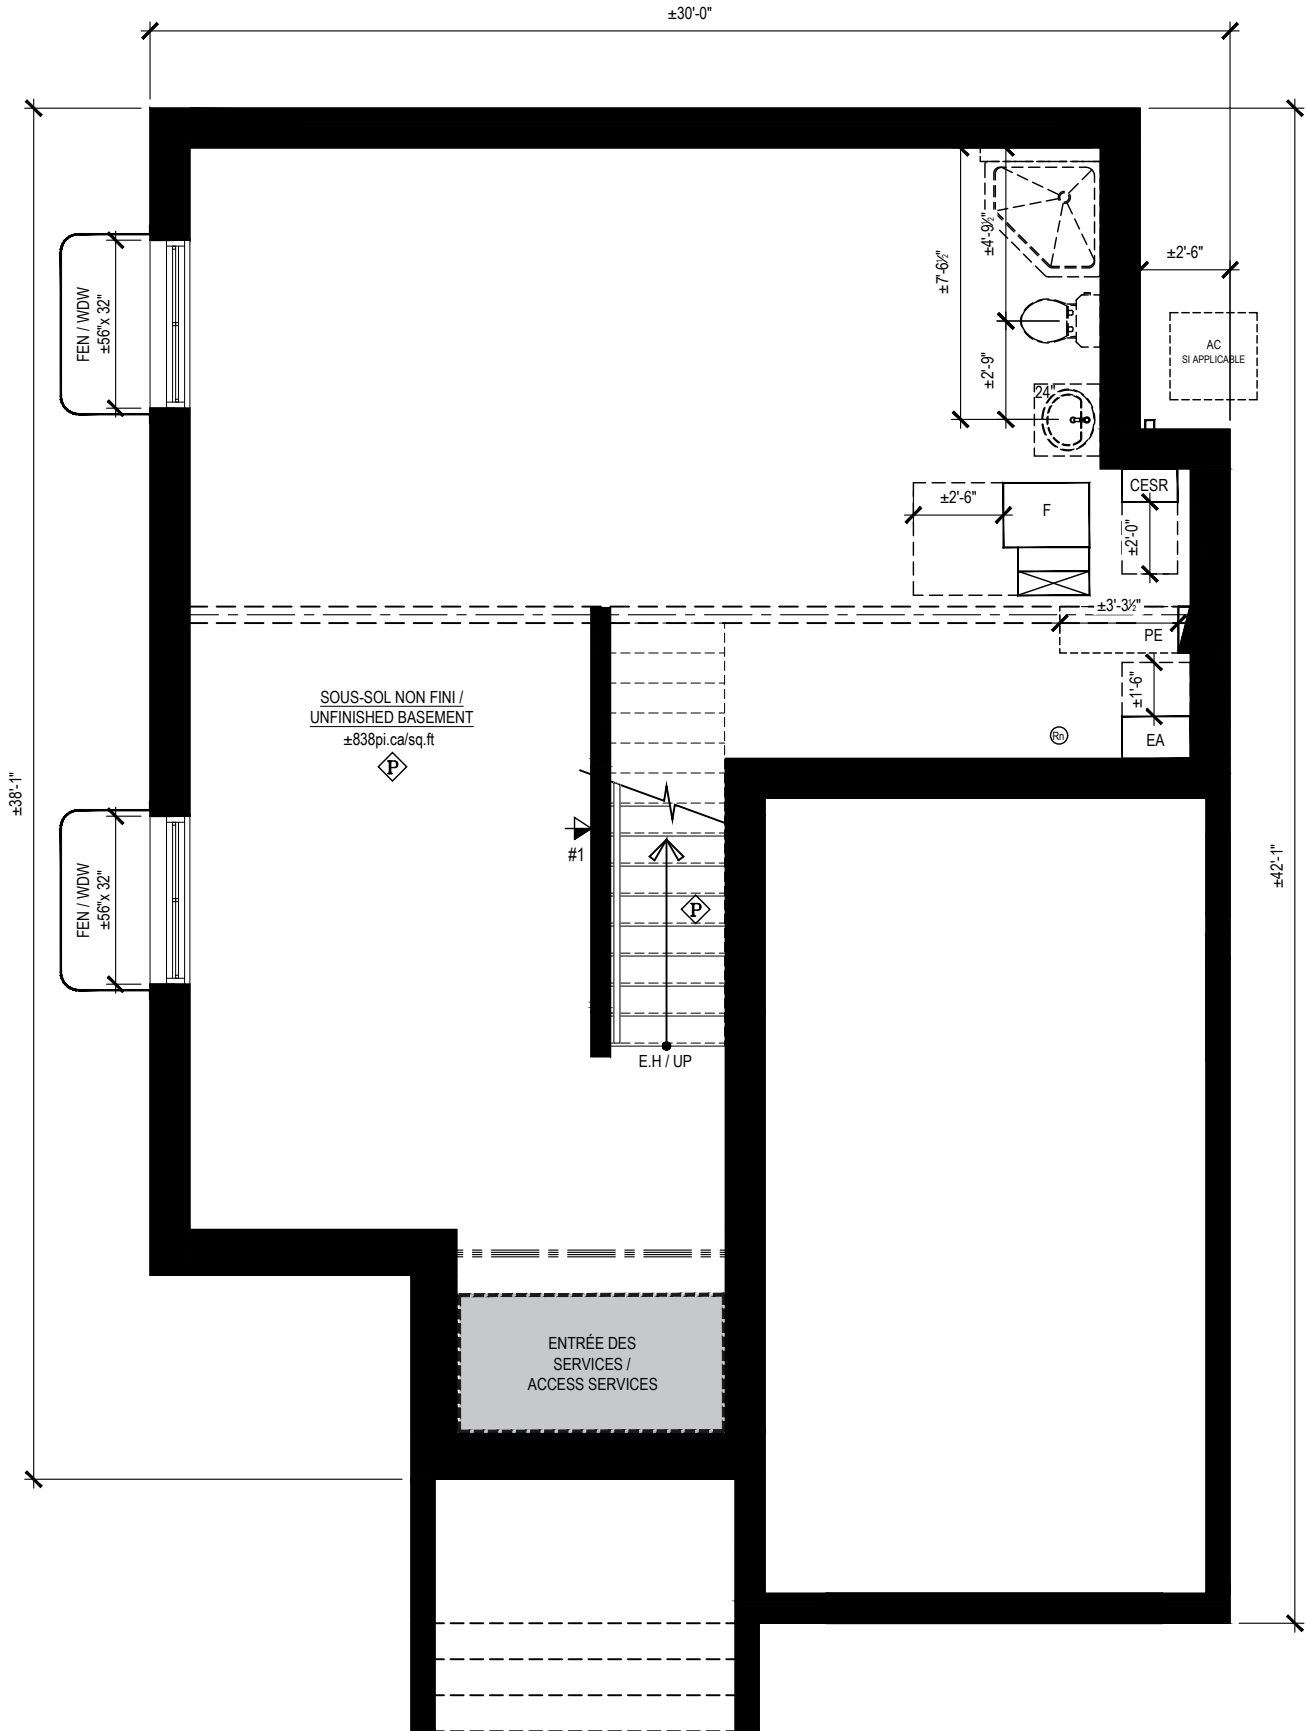 ±30'-0"
±4'-9½"
±7'-6½"
±2'-6"
FEN / WDW
±56"x 32"
AC
SI APPLICABLE
±2'-9"
24"
CESR
±2'-6"
F
±2'-0"
±3'-3½"
PE
SOUS-SOL NON FINI /
UNFINISHED BASEMENT
±838pi.ca/sq.ft
P
±1'-6"
Rn
EA
±38'-1"
#1
±42'-1"
FEN / WDW
±56"x 32"
P
E.H / UP
ENTRÉE DES
SERVICES /
ACCESS SERVICES